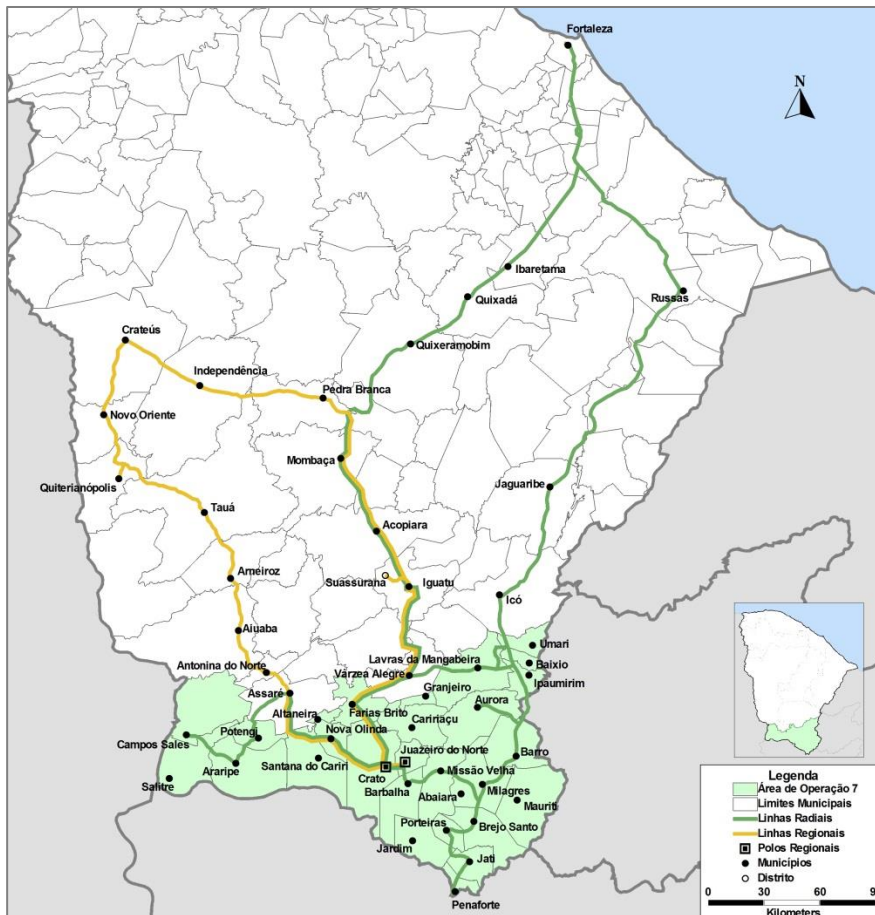 Fortaleza
N
Ibaretama
Quixadá
Russas
Crateús
Quixeramobim
Independência
Pedra Branca
Novo Oriente
Mombaça
Quiterianópolis
Jaguaribe
Tauá
Acopiara
Arneiroz
Suassurana
Iguatu
Icó
Aiuaba
Umari
Lavras da Mangabeira
Baixio
Antonina do Norte
Várzea Alegre
Ipaumirim
Assaré
Granjeiro
Aurora
Altaneira
Farias Brito
Caririaçu
Potengi
Nova Olinda
Campos Sales
Juazeiro do Norte
Barro
Araripe
Santana do Cariri
Crato
Missão Velha
Salitre
Barbalha
Milagres
Abaiara
Mauriti
Porteiras
Brejo Santo
Jardim
Jati
Penaforte
Legenda
Área de Operação 7
Limites Municipais
Linhas Radiais
Linhas Regionais
Polos Regionais
Municípios
Distrito
0 30 60 9
Kilometers